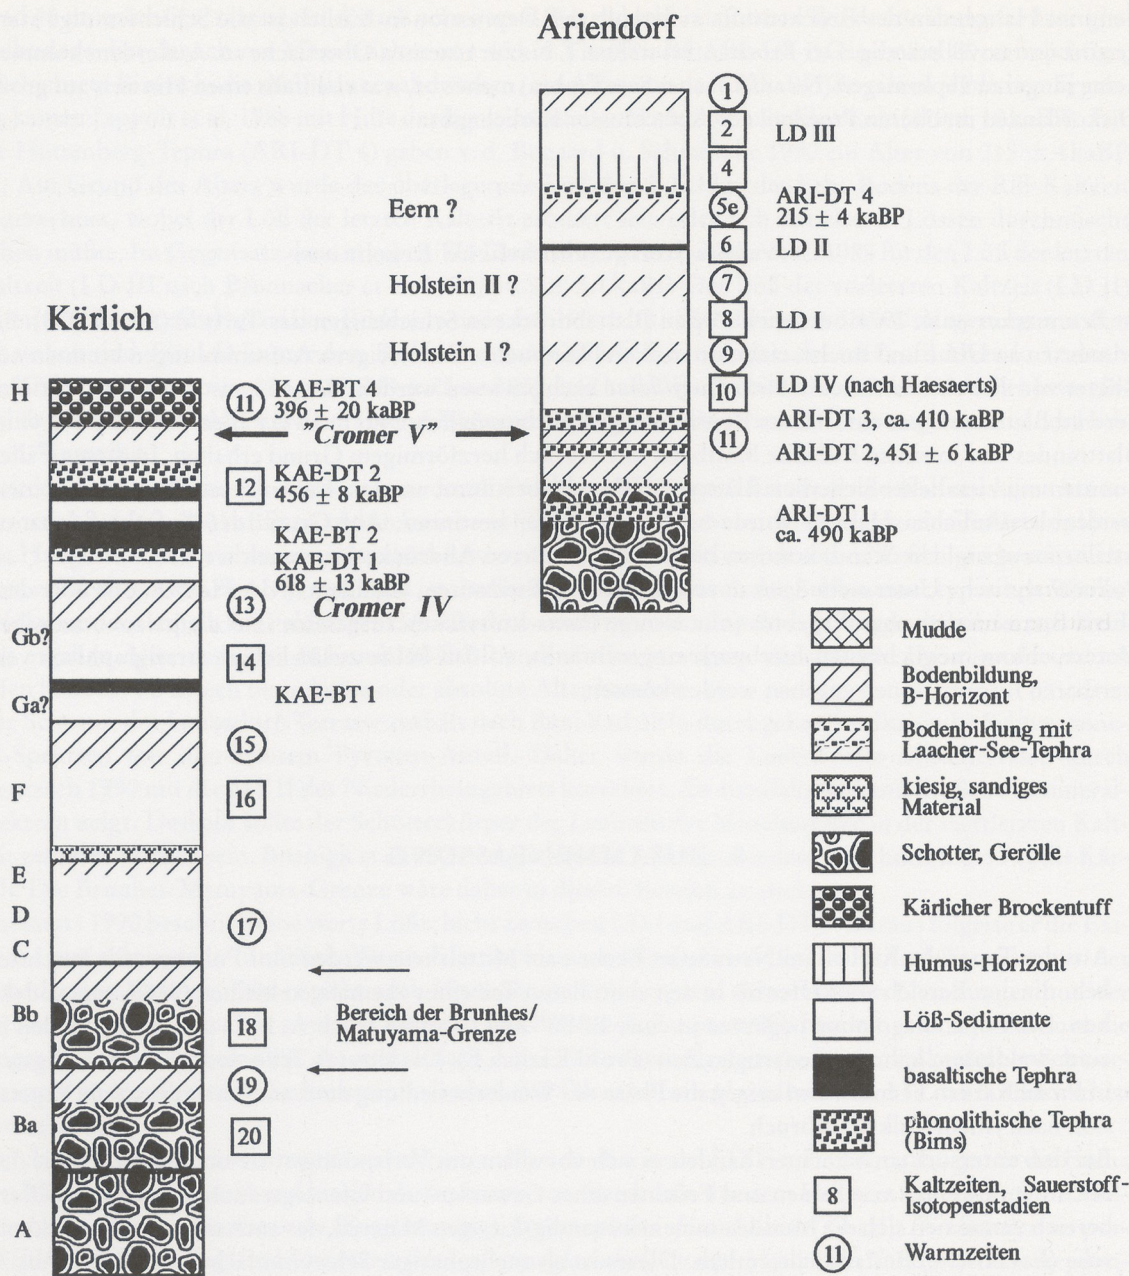 Ariendorf
1
2
LD III
4
Eem ?
5e
ARI-DT 4
215 ± 4 kaBP
6
LD II
Holstein II ?
7
8
LD I
Holstein I ?
9
10
LD IV (nach Haesaerts)
ARI-DT 3, ca. 410 kaBP
11
ARI-DT 2, 451 ± 6 kaBP
ARI-DT 1
ca. 490 kaBP
Kärlich
H
11
KAE-BT 4
396 ± 20 kaBP
Cromer V”
12
KAE-DT 2
456 ± 8 kaBP
KAE-BT 2
KAE-DT 1
618 ± 13 kaBP
13
Cromer IV
Gb?
14
Ga?
KAE-BT 1
15
F
16
E
D
17
C
Bb
18
Bereich der Brunhes/
Matuyama-Grenze
19
Ba
20
A
Mudde
Bodenbildung,
B-Horizont
Bodenbildung mit
Laacher-See-Tephra
kiesig, sandiges
Material
Schotter, Gerölle
Kärlicher Brockentuff
Humus-Horizont
Löß-Sedimente
basaltische Tephra
phonolithische Tephra
(Bims)
8
Kaltzeiten, Sauerstoff-
Isotopenstadien
11
Warmzeiten